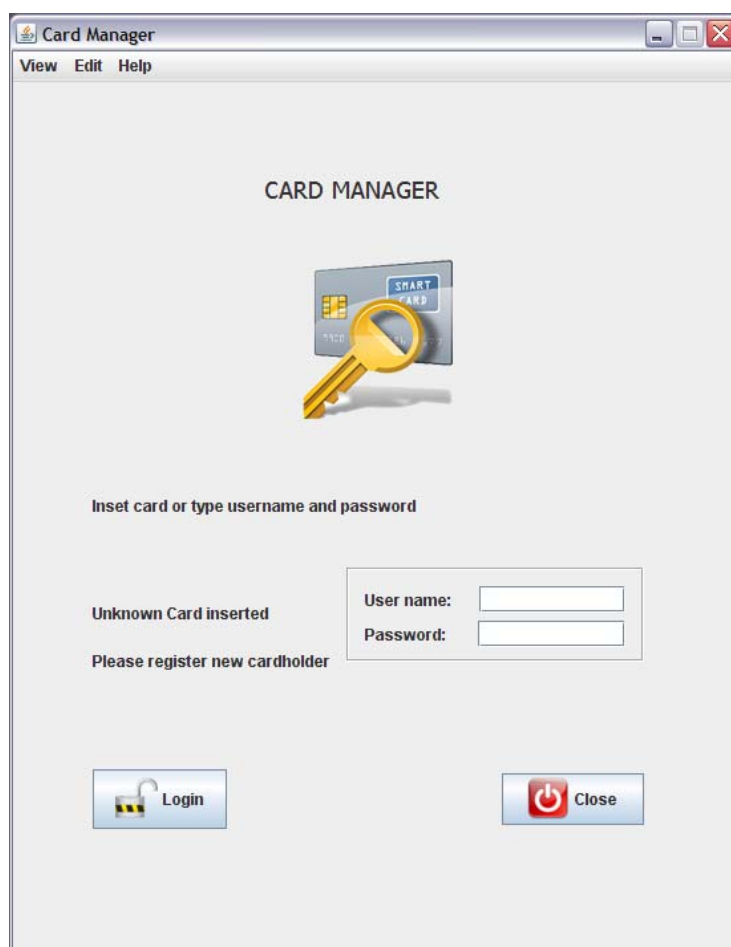 Card Manager
View Edit Help
CARD MANAGER
SMART
CARD
Inset card or type username and password
User name:
Unknown Card inserted
Password:
Please register new cardholder
Login
Close